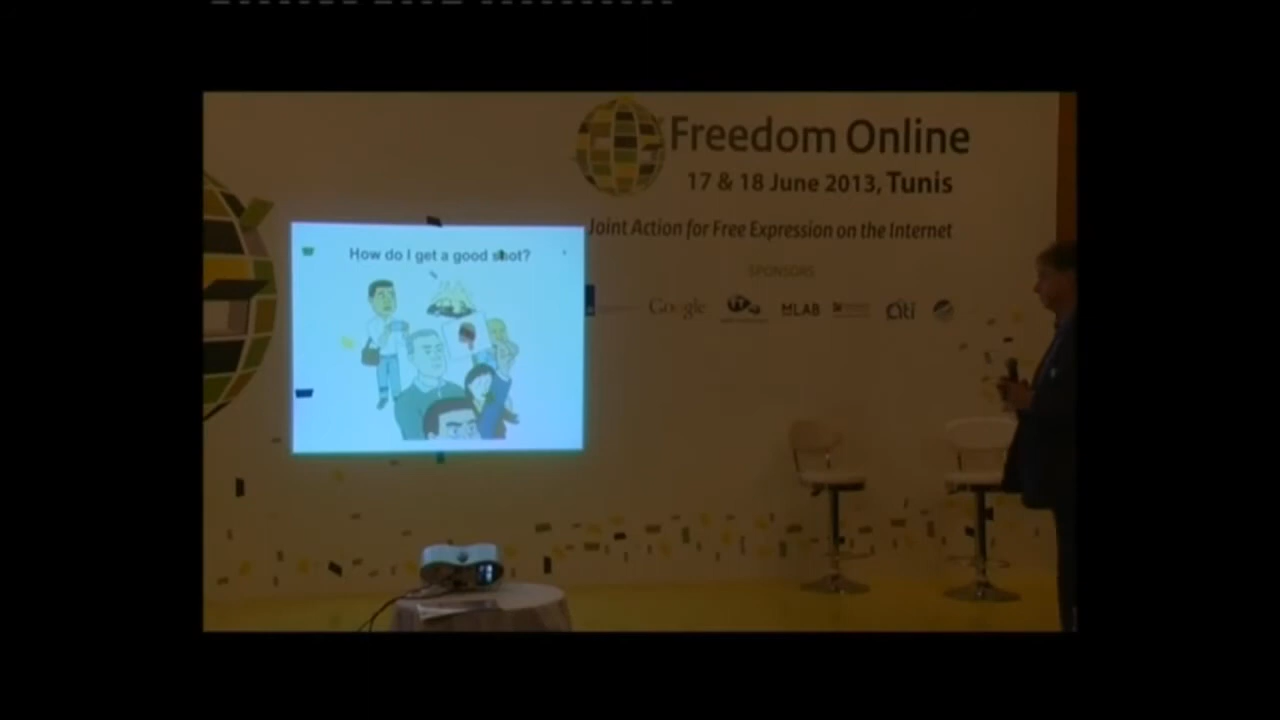 Freedom Online
17 & 18 June 2013, Tunis
Joint Action for Free Expression on the Internet
How do I get a good shot?
SPONSORS
Google
MLAB
citi